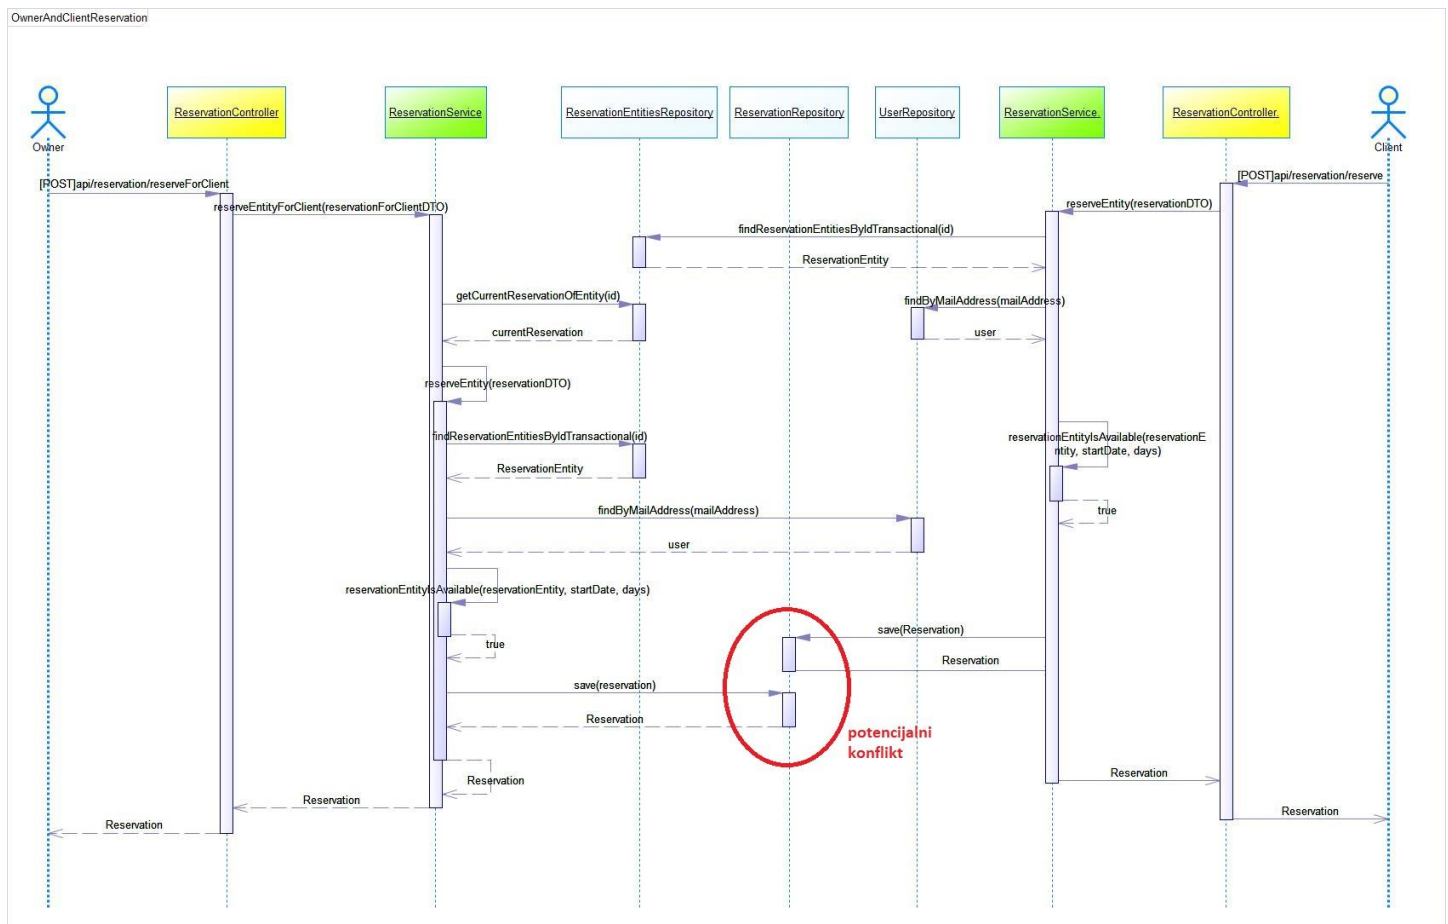 OwnerAndClientReservation
ReservationController
ReservationService
ReservationEntitiesRepository
ReservationRepository
UserRepository
ReservationService.
ReservationController.
Owner
Client
[POST]api/reservation/reserve
[POST]api/reservation/reserveForClient
reserveEntity(reservationDTO)
reserveEntityForClient(reservationForClientDTO)
findReservationEntitiesByIdTransactional(id)
ReservationEntity
getCurrentReservationOfEntity(id)
findByMailAddress(mailAddress)
currentReservation
user
reserveEntity(reservationDTO)
findReservationEntitiesByIdTransactional(id)
reservationEntityIsAvailable(reservationE
ntity, startDate, days)
ReservationEntity
findByMailAddress(mailAddress)
true
user
reservationEntityIsAvailable(reservationEntity, startDate, days)
save(Reservation)
true
Reservation
save(reservation)
Reservation
potencijalni
konflikt
Reservation
Reservation
Reservation
Reservation
Reservation